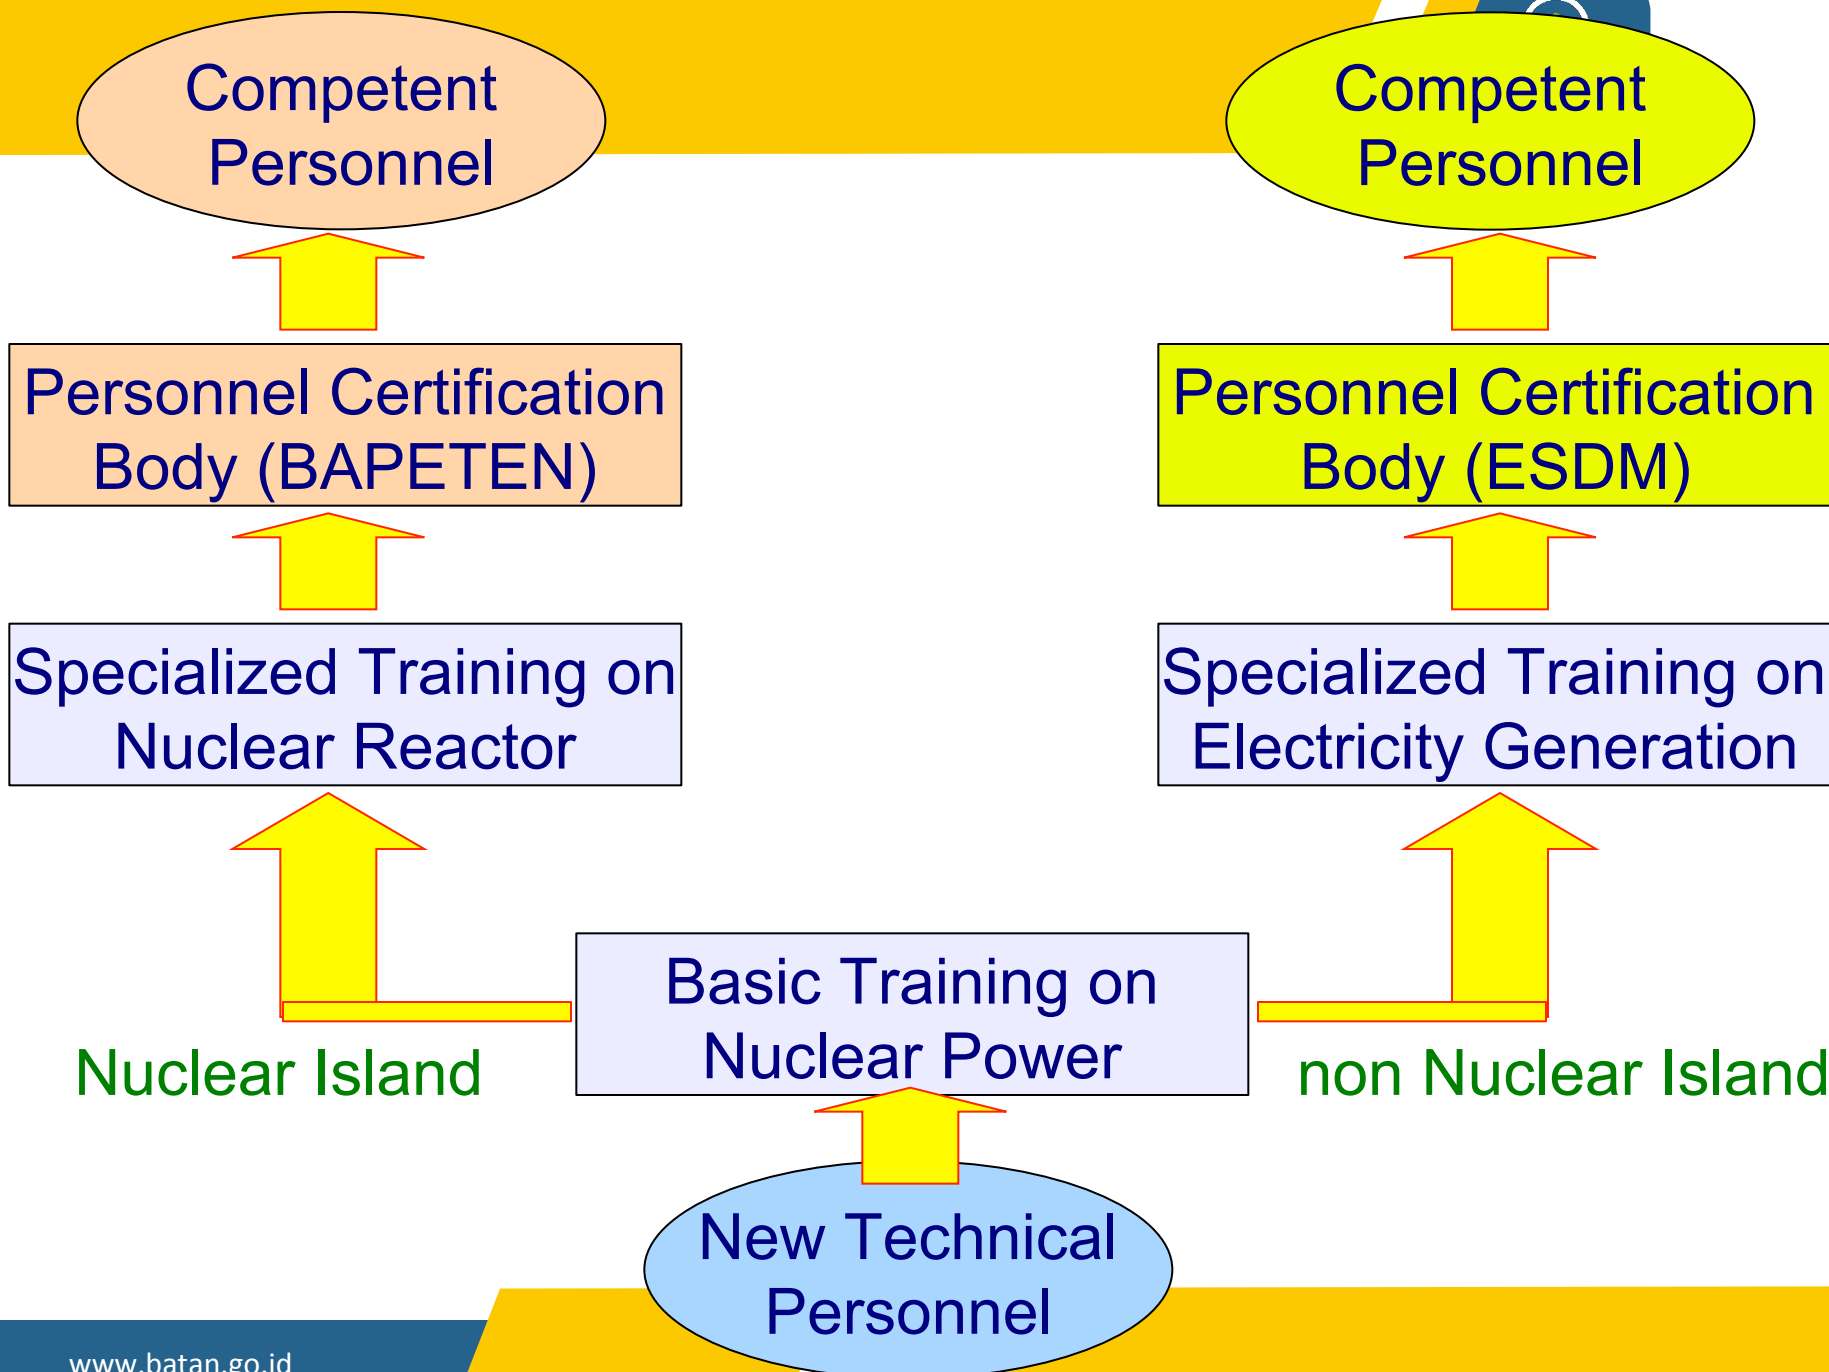 Competent
Personnel
Competent
Personnel
Personnel Certification
Body (BAPETEN)
Personnel Certification
Body (ESDM)
Specialized Training on
Nuclear Reactor
Specialized Training on
Electricity Generation
Basic Training on
Nuclear Power
Nuclear Island
non Nuclear Island
New Technical
Personnel
www.batan.go.id